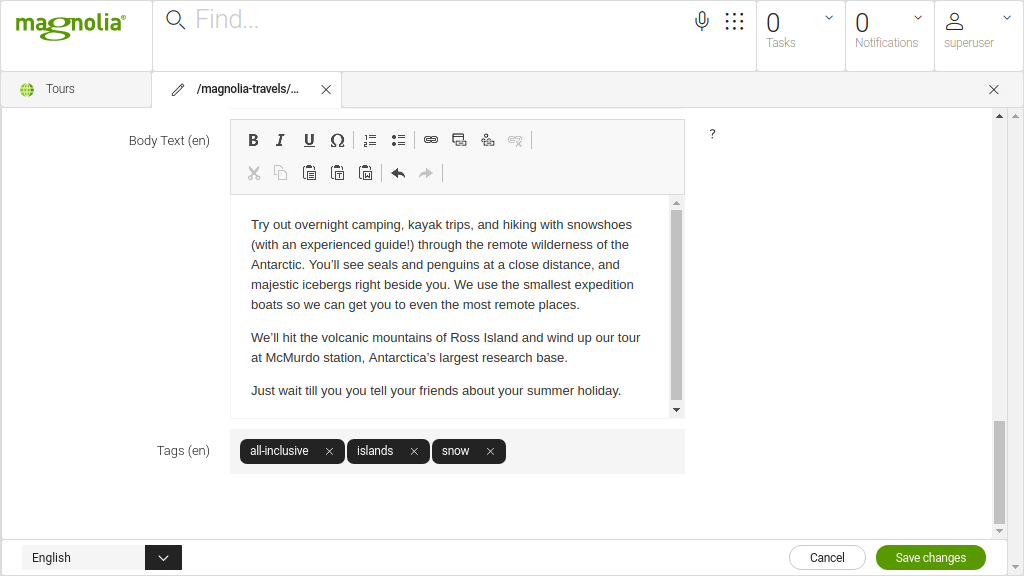 magnolia
Find...
0
Tasks
0
Notifications
superuser
Tours
/magnolia-travels/...
Body Text (en)
B I U Ω
?
Try out overnight camping, kayak trips, and hiking with snowshoes
(with an experienced guide!) through the remote wilderness of the
Antarctic. You’ll see seals and penguins at a close distance, and
majestic icebergs right beside you. We use the smallest expedition
boats so we can get you to even the most remote places.
We’ll hit the volcanic mountains of Ross Island and wind up our tour
at McMurdo station, Antarctica’s largest research base.
Just wait till you you tell your friends about your summer holiday.
Tags (en)
all-inclusive
islands
snow
English
Cancel
Save changes